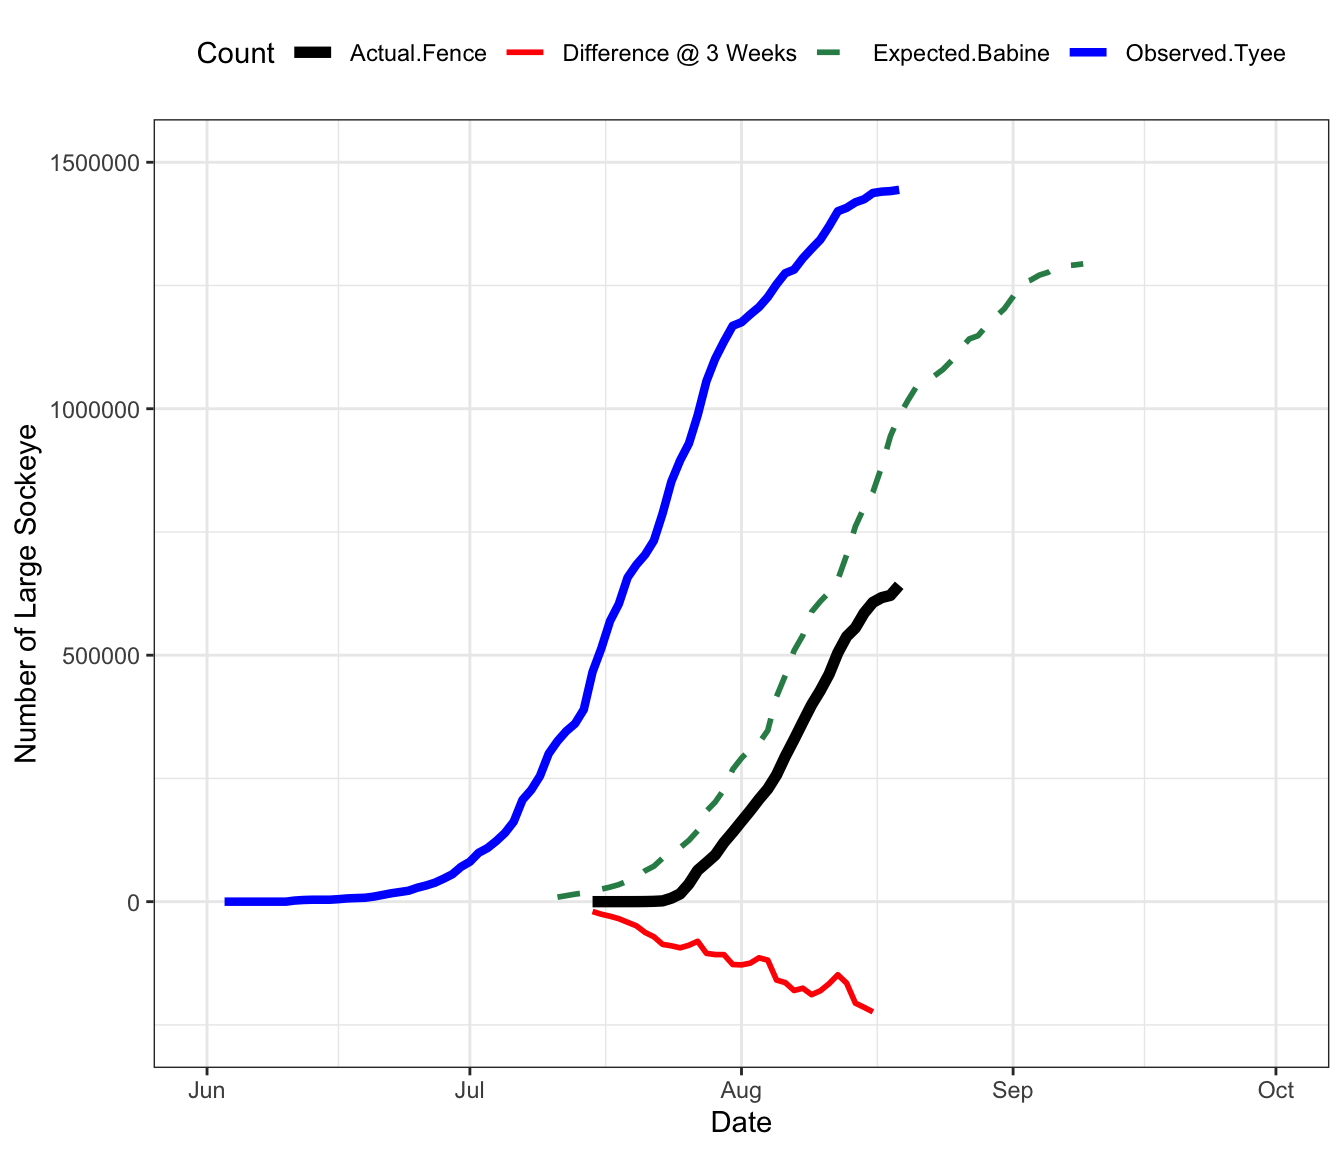 Count Actual.Fence Difference @ 3 Weeks Expected.Babine Observed.Tyee
1500000
1000000
500000
0
Number of Large Sockeye
Jun Jul Aug Sep Oct
Date